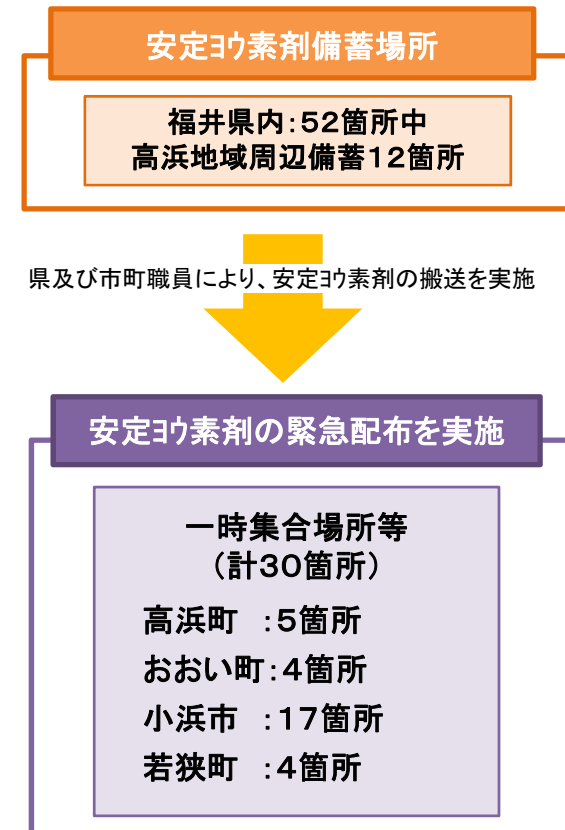 安定ﾖｳ素剤備蓄場所
福井県内：５２箇所中
高浜地域周辺備蓄１２箇所
県及び市町職員により、安定ﾖｳ素剤の搬送を実施
安定ﾖｳ素剤の緊急配布を実施
一時集合場所等
（計３０箇所）
高浜町　：５箇所
おおい町：４箇所
小浜市　：１７箇所
若狭町　：４箇所